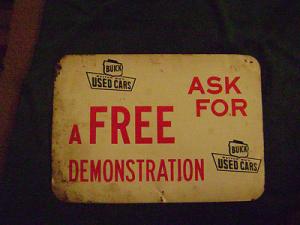 BUICK
USED CARS
ASK
FOR
A FREE
DEMONSTRATION
BUICK
USED CARS